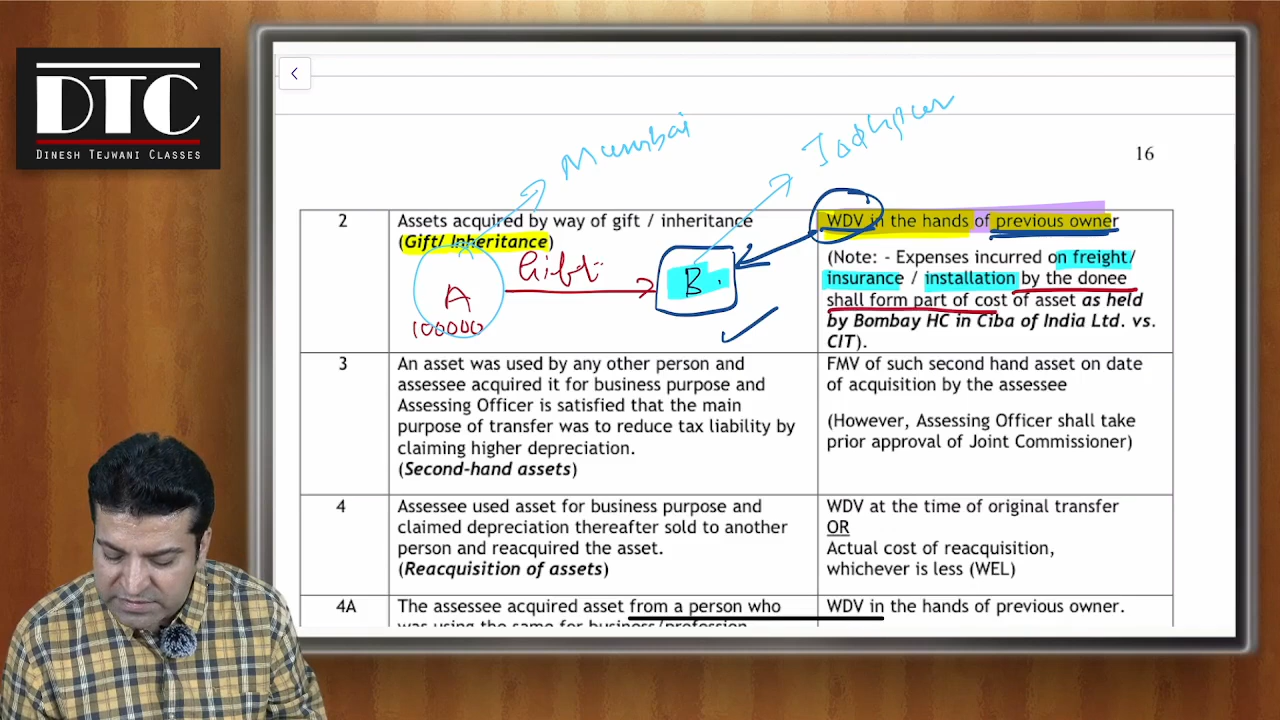 DTC
DINESH TEJWANI CLASSES
Mumbai
Jodhpur
16
2
Assets acquired by way of gift / inheritance
(Gift/ Inheritance)
Gift
A
100000
B
WDV in the hands of previous owner
(Note: - Expenses incurred on freight/
insurance / installation by the donee
shall form part of cost of asset as held
by Bombay HC in Ciba of India Ltd. vs.
CIT).
3
An asset was used by any other person and
assessee acquired it for business purpose and
Assessing Officer is satisfied that the main
purpose of transfer was to reduce tax liability by
claiming higher depreciation.
(Second-hand assets)
FMV of such second hand asset on date
of acquisition by the assessee
(However, Assessing Officer shall take
prior approval of Joint Commissioner)
4
Assessee used asset for business purpose and
claimed depreciation thereafter sold to another
person and reacquired the asset.
(Reacquisition of assets)
WDV at the time of original transfer
OR
Actual cost of reacquisition,
whichever is less (WEL)
4A
The assessee acquired asset from a person who
was using the same for business/profession
WDV in the hands of previous owner.